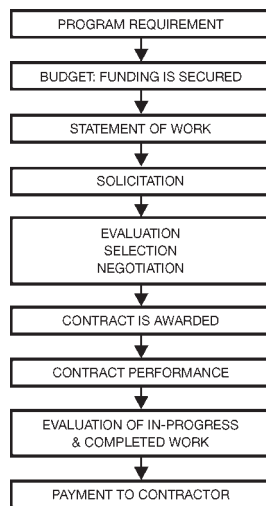 PROGRAM REQUIREMENT
BUDGET: FUNDING IS SECURED
STATEMENT OF WORK
SOLICITATION
EVALUATION
SELECTION
NEGOTIATION
CONTRACT IS AWARDED
CONTRACT PERFORMANCE
EVALUATION OF IN-PROGRESS
& COMPLETED WORK
PAYMENT TO CONTRACTOR